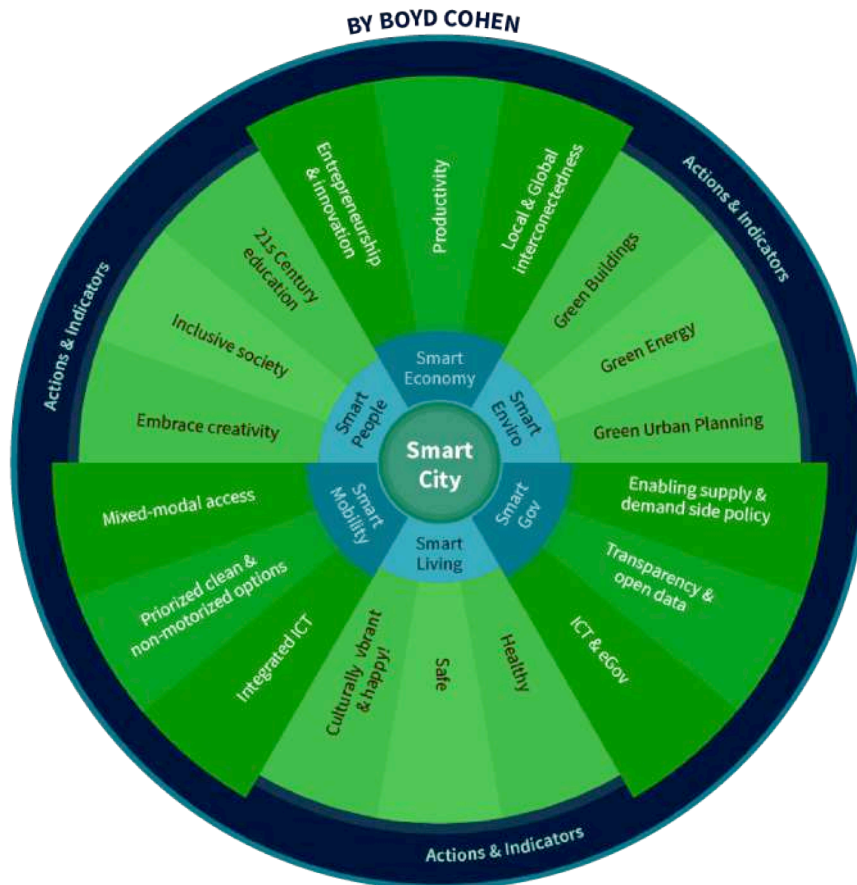 BY BOYD COHEN
Actions & Indicators
Actions & Indicators
Actions & Indicators
Entrepreneurship
& Innovation
Productivity
Local & Global
interconectedness
Green Buildings
Green Energy
Green Urban Planning
Enabling supply &
demand side policy
Transparency &
open data
ICT & eGov
Healthy
Safe
Culturally vbrant
& happy!
Integrated ICT
Priorized clean &
non-motorized options
Mixed-modal access
Embrace creativity
Inclusive society
21s Century
education
Smart
Economy
Smart
Enviro
Smart
Gov
Smart
Living
Smart
Mobility
Smart
People
Smart
City